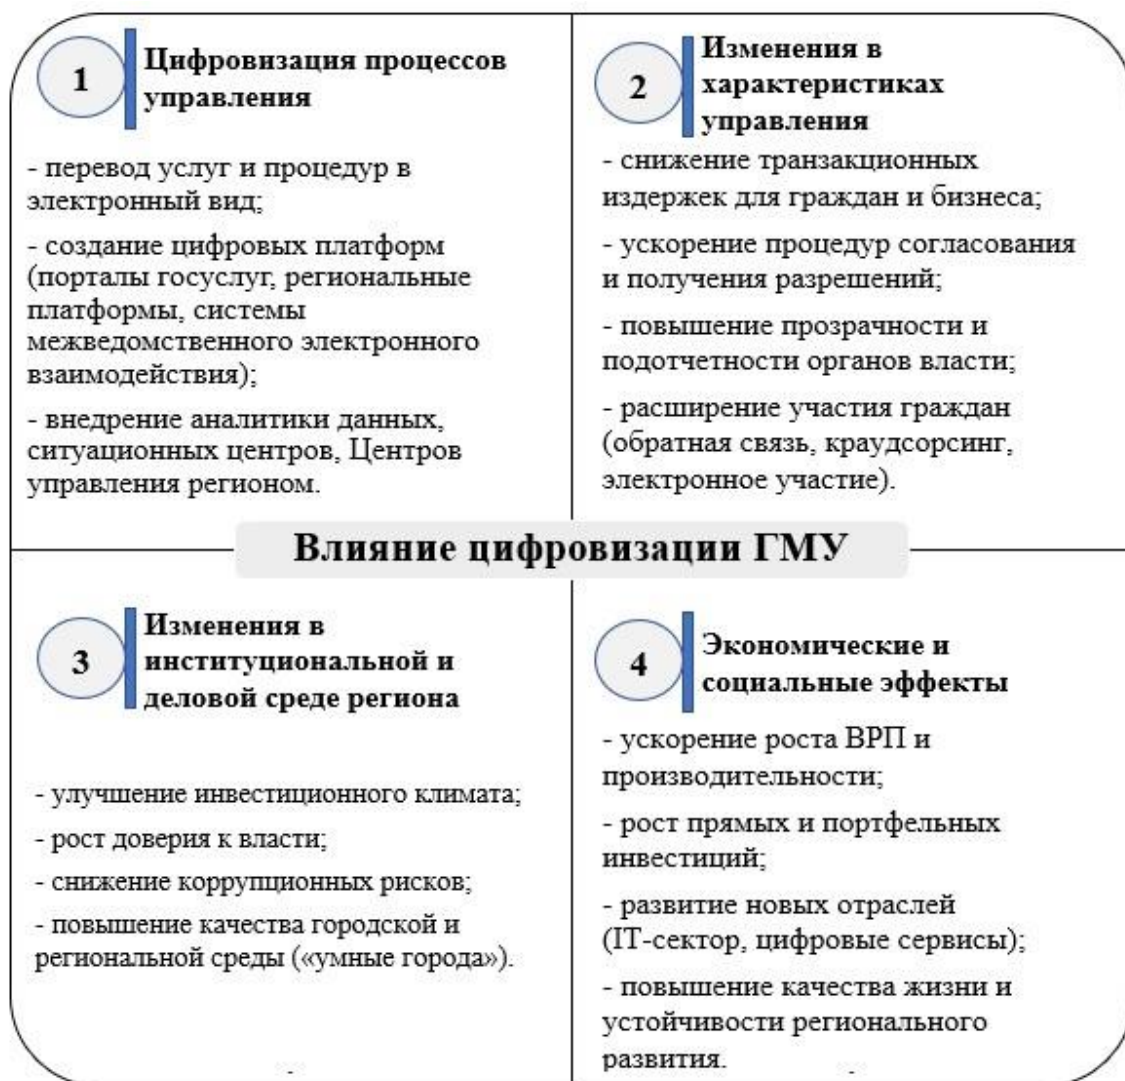 1
Цифровизация процессов
управления
- перевод услуг и процедур в
электронный вид;
- создание цифровых платформ
(порталы госуслуг, региональные
платформы, системы
межведомственного электронного
взаимодействия);
- внедрение аналитики данных,
ситуационных центров, Центров
управления регионом.
2
Изменения в
характеристиках
управления
- снижение транзакционных
издержек для граждан и бизнеса;
- ускорение процедур согласования
и получения разрешений;
- повышение прозрачности и
подотчетности органов власти;
- расширение участия граждан
(обратная связь, краудсорсинг,
электронное участие).
Влияние цифровизации ГМУ
3
Изменения в
институциональной и
деловой среде региона
- улучшение инвестиционного климата;
- рост доверия к власти;
- снижение коррупционных рисков;
- повышение качества городской и
региональной среды («умные города»).
4
Экономические и
социальные эффекты
- ускорение роста ВРП и
производительности;
- рост прямых и портфельных
инвестиций;
- развитие новых отраслей
(IT-сектор, цифровые сервисы);
- повышение качества жизни и
устойчивости регионального
развития.